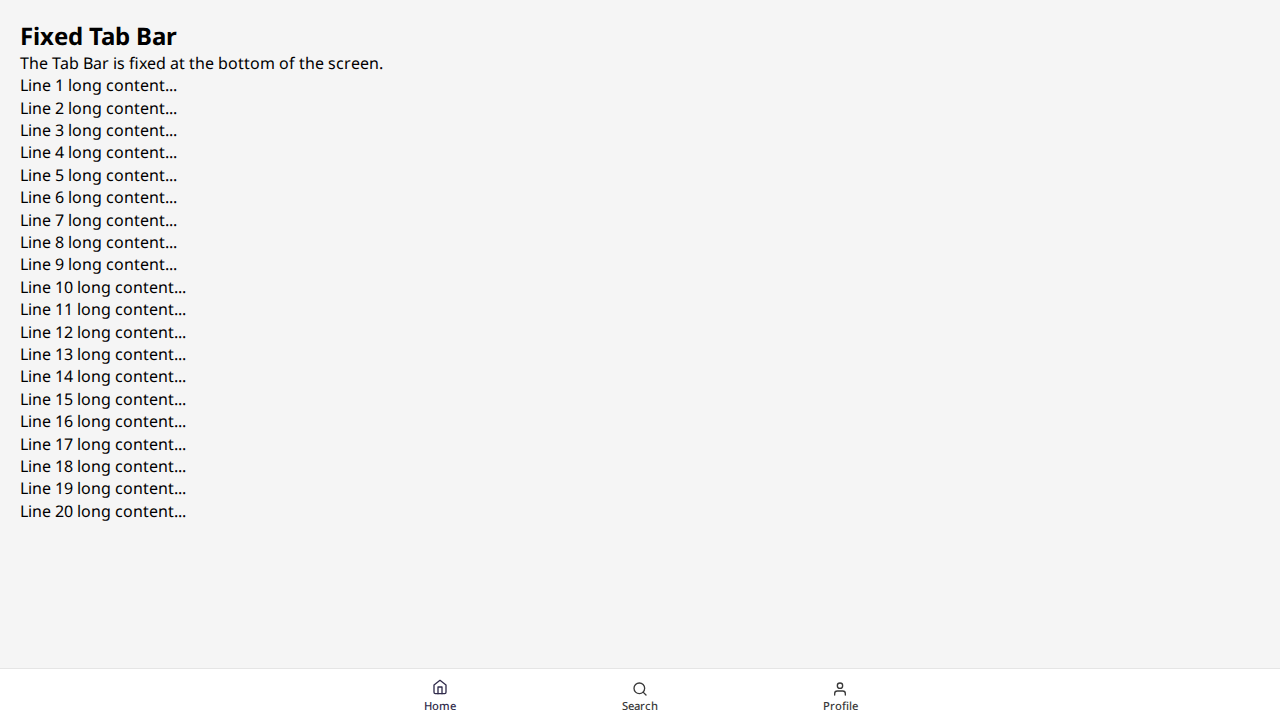 Fixed Tab Bar
The Tab Bar is fixed at the bottom of the screen.
Line 1 long content...
Line 2 long content...
Line 3 long content...
Line 4 long content...
Line 5 long content...
Line 6 long content...
Line 7 long content...
Line 8 long content...
Line 9 long content...
Line 10 long content...
Line 11 long content...
Line 12 long content...
Line 13 long content...
Line 14 long content...
Line 15 long content...
Line 16 long content...
Line 17 long content...
Line 18 long content...
Line 19 long content...
Line 20 long content...
Home Search Profile